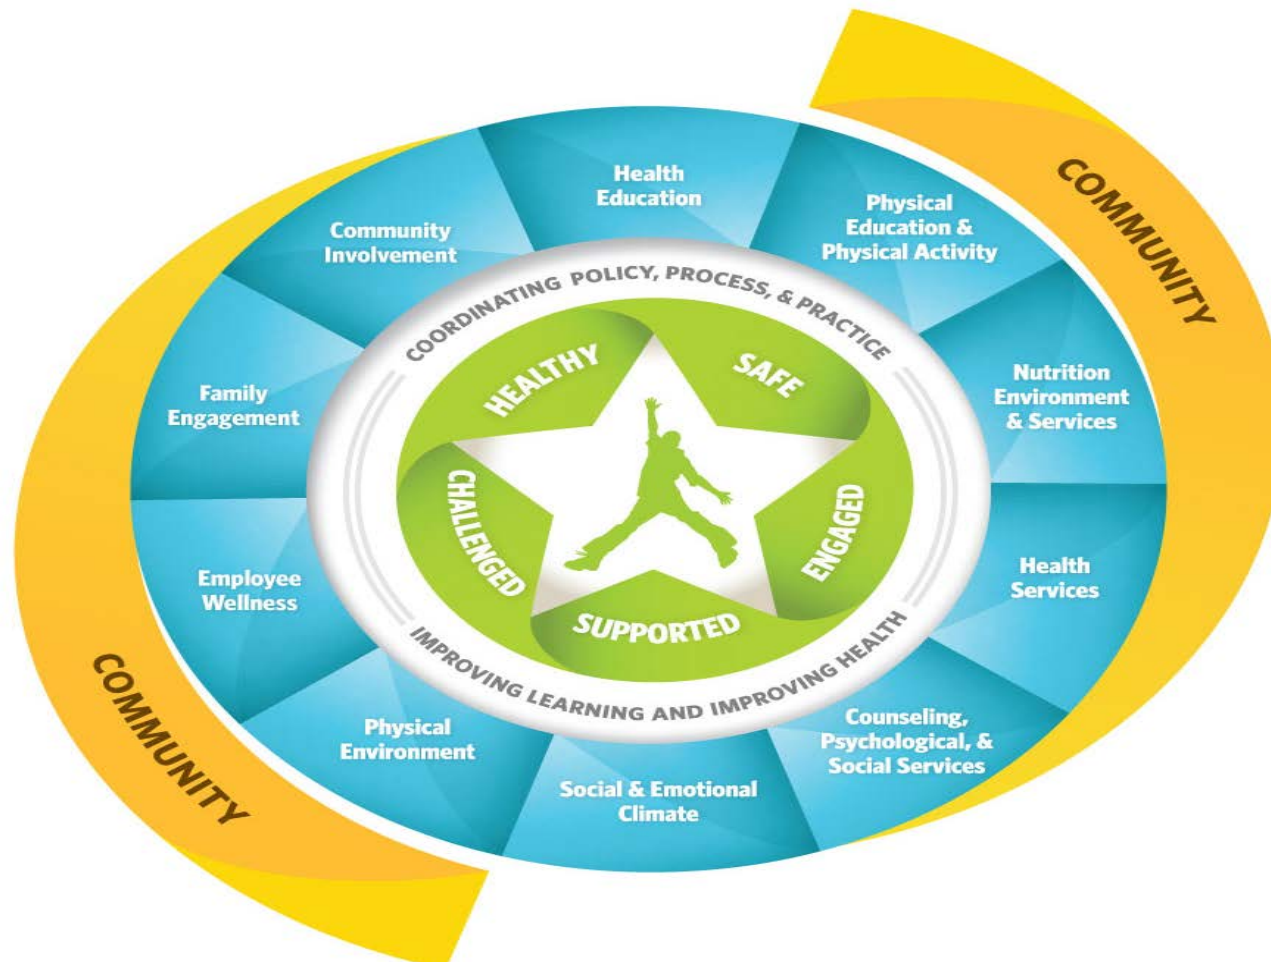 COMMUNITY
Health
Education
Physical
Education &
Physical Activity
Nutrition
Environment
& Services
Health
Services
Counseling,
Psychological, &
Social Services
Social & Emotional
Climate
Physical
Environment
Employee
Wellness
Family
Engagement
Community
Involvement
COORDINATING POLICY, PROCESS, & PRACTICE
IMPROVING LEARNING AND IMPROVING HEALTH
HEALTHY
SAFE
ENGAGED
SUPPORTED
CHALLENGED
COMMUNITY